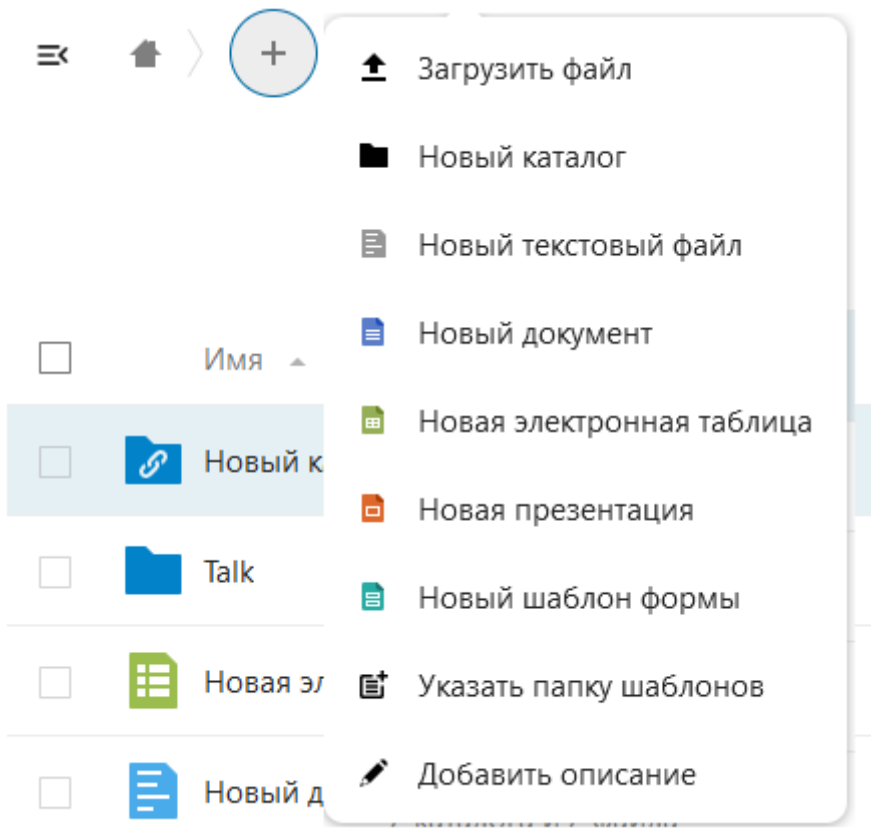 Загрузить файл
Новый каталог
Новый текстовый файл
Новый документ
Новая электронная таблица
Новая презентация
Новый шаблон формы
Указать папку шаблонов
Добавить описание
Имя
Новый
Talk
Новая
Новый